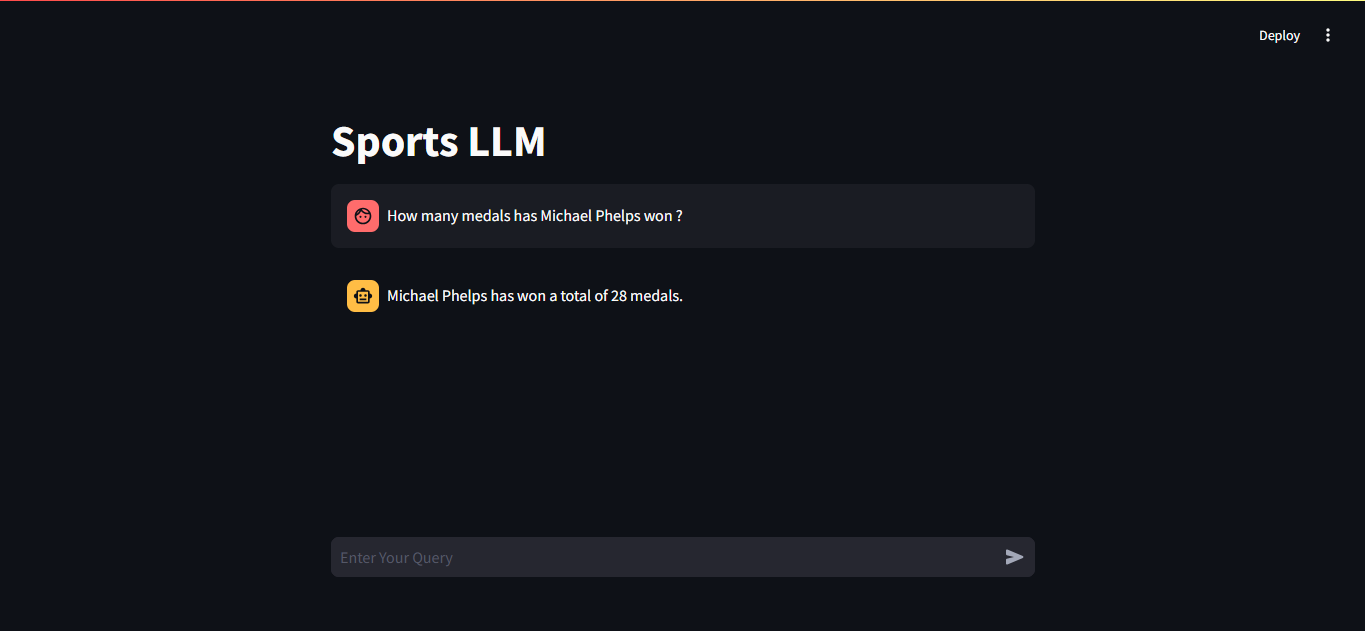 Deploy
Sports LLM
How many medals has Michael Phelps won ?
Michael Phelps has won a total of 28 medals.
Enter Your Query